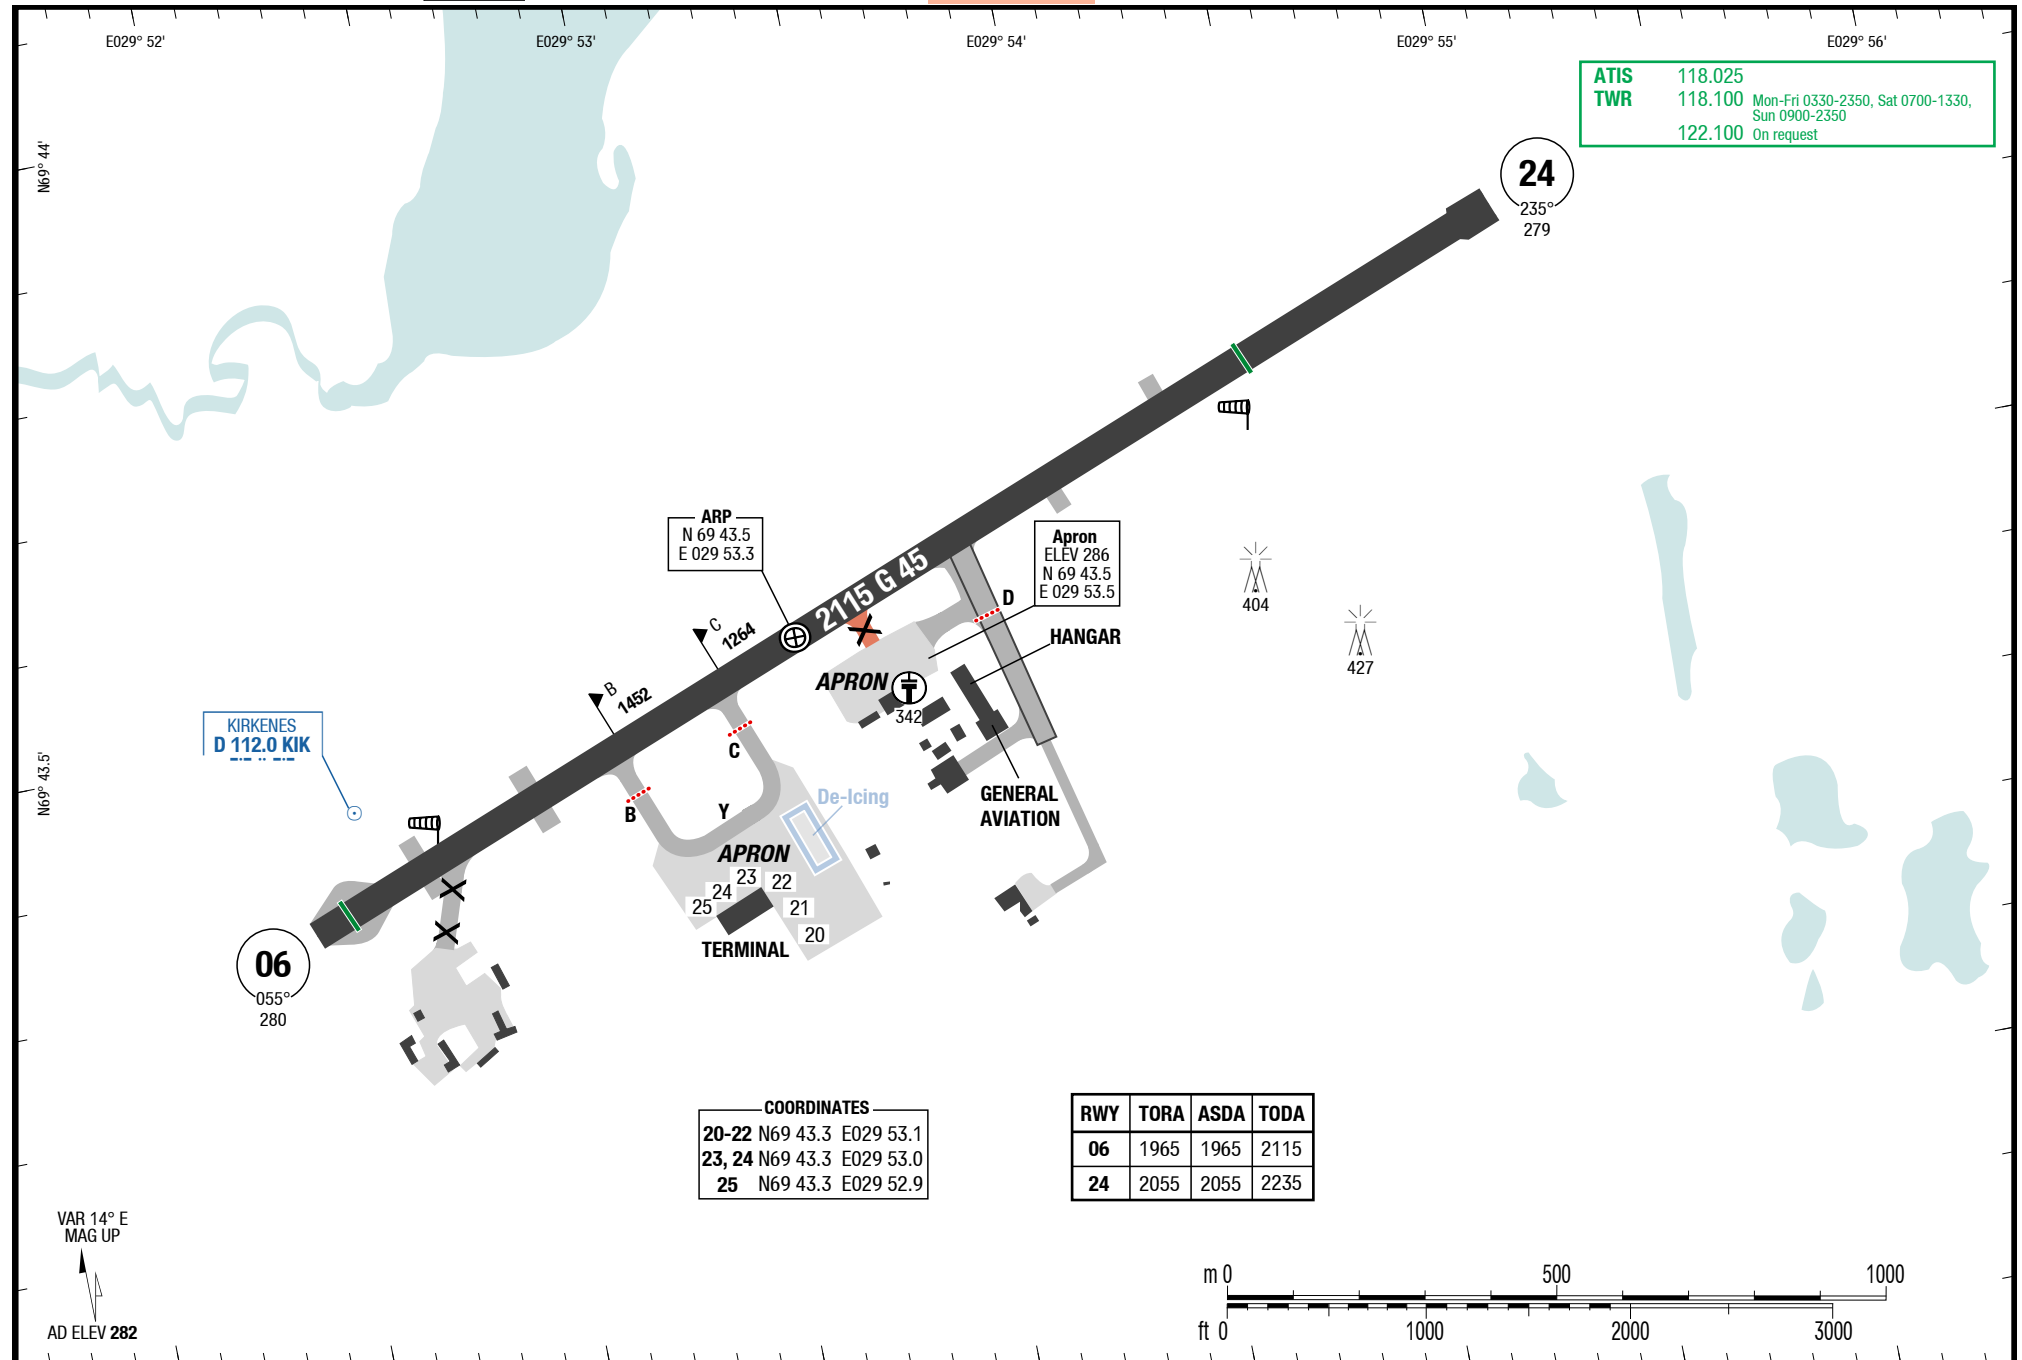 E029° 52'
E029° 53'
E029° 54'
E029° 55'
E029° 56'
ATIS 118.025
TWR 118.100 Mon-Fri 0330-2350, Sat 0700-1330,
Sun 0900-2350
122.100 On request
N69° 44'
24
235°
279
ARP
N 69 43.5
E 029 53.3
2115 G 45
Apron
ELEV 286
N 69 43.5
E 029 53.5
D
HANGAR
404
427
C
1264
B
1452
APRON
342
KIRKENES
D 112.0 KIK
N69° 43.5'
C
B
Y
De-Icing
GENERAL
AVIATION
APRON
23
22
24
25
21
20
TERMINAL
06
055°
280
COORDINATES
20-22 N69 43.3 E029 53.1
23, 24 N69 43.3 E029 53.0
25 N69 43.3 E029 52.9
RWY TORA ASDA TODA
06 1965 1965 2115
24 2055 2055 2235
VAR 14° E
MAG UP
AD ELEV 282
m 0 500 1000
ft 0 1000 2000 3000